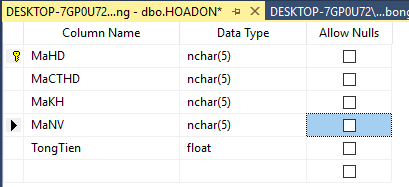 DESKTOP-7GP0U72...ng - dbo.HOADON* DESKTOP-7GP0U72\...bong
Column Name Data Type Allow Nulls
MaHD nchar(5)
MaCTHD nchar(5)
MaKH nchar(5)
MaNV nchar(5)
TongTien float